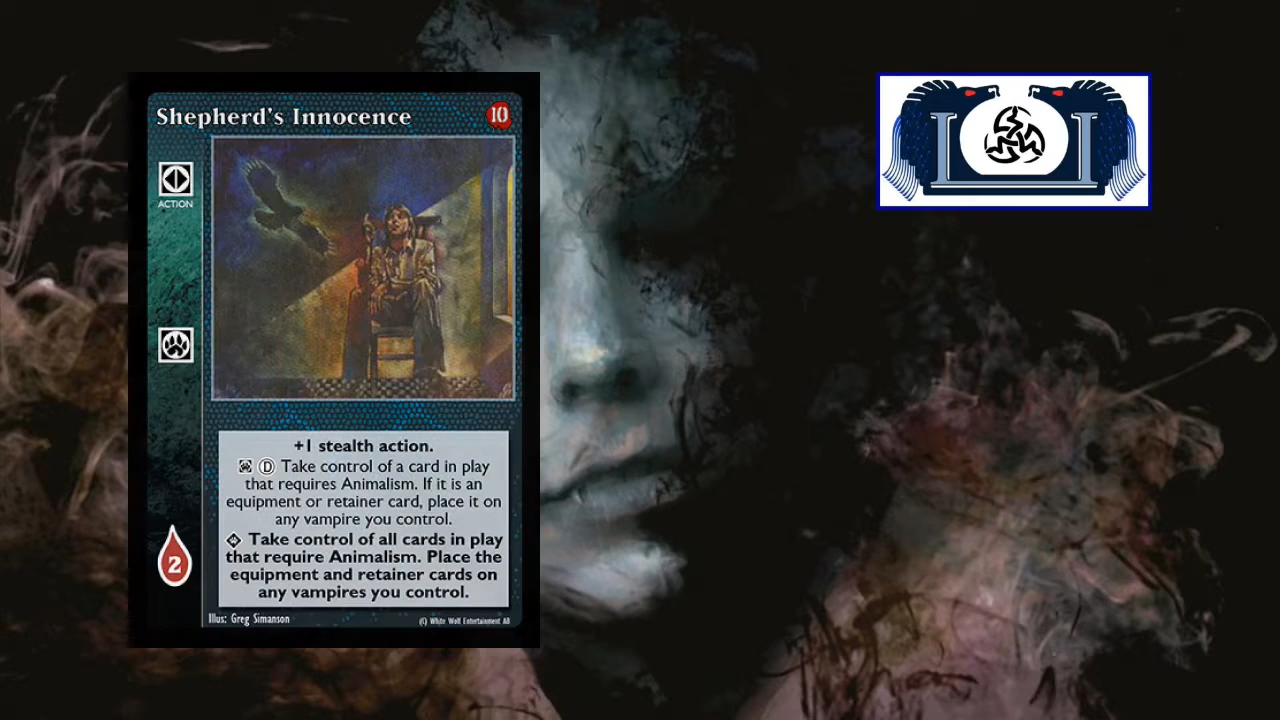 Shepherd's Innocence
10
ACTION
+1 stealth action.
D Take control of a card in play
that requires Animalism. If it is an
equipment or retainer card, place it on
any vampire you control.
Take control of all cards in play
that require Animalism. Place the
equipment and retainer cards on
any vampires you control.
2
Illus: Greg Simanson
(C) White Wolf Entertainment AB